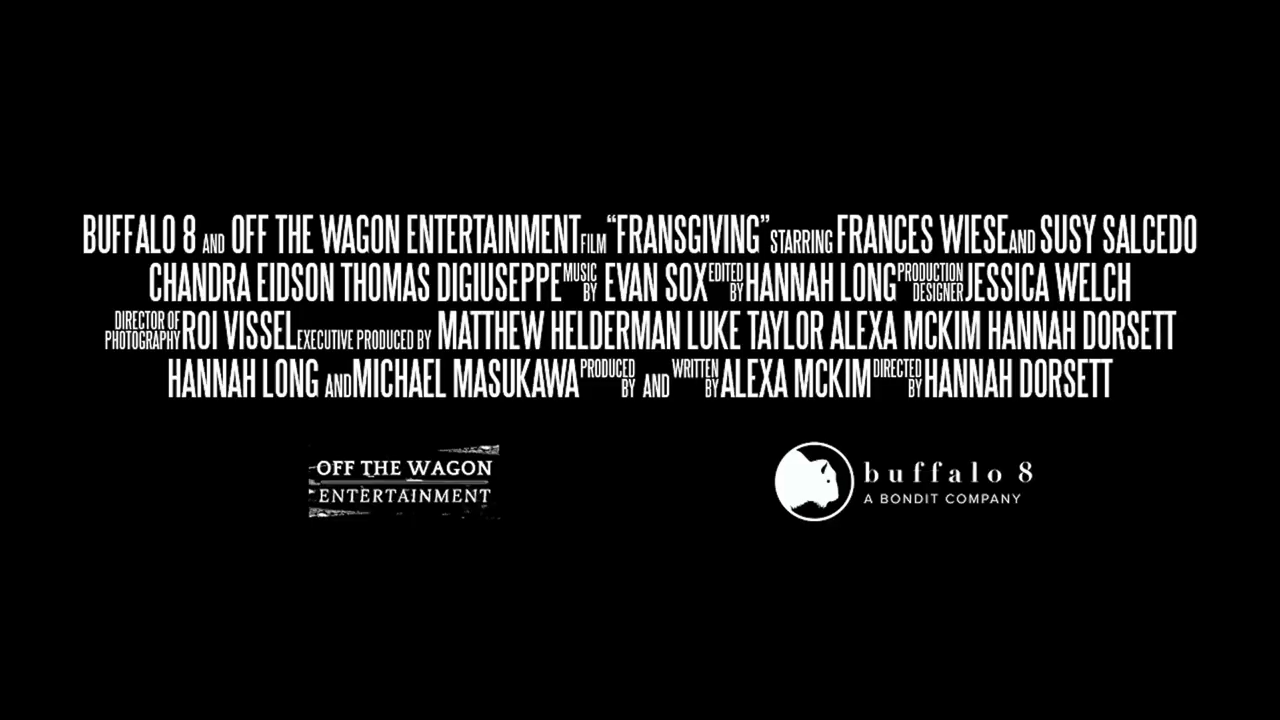 BUFFALO 8 AND OFF THE WAGON ENTERTAINMENT FILM “FRANSGIVING” STARRING FRANCES WIESE AND SUSY SALCEDO
CHANDRA EIDSON THOMAS DIGIUSEPPE MUSIC BY EVAN SOX EDITED BY HANNAH LONG PRODUCTION DESIGNER JESSICA WELCH
DIRECTOR OF PHOTOGRAPHY ROI VISSEL EXECUTIVE PRODUCED BY MATTHEW HELDERMAN LUKE TAYLOR ALEXA MCKIM HANNAH DORSETT
HANNAH LONG AND MICHAEL MASUKAWA PRODUCED BY AND WRITTEN BY ALEXA MCKIM DIRECTED BY HANNAH DORSETT
OFF THE WAGON
ENTERTAINMENT
buffalo 8
A BONDIT COMPANY